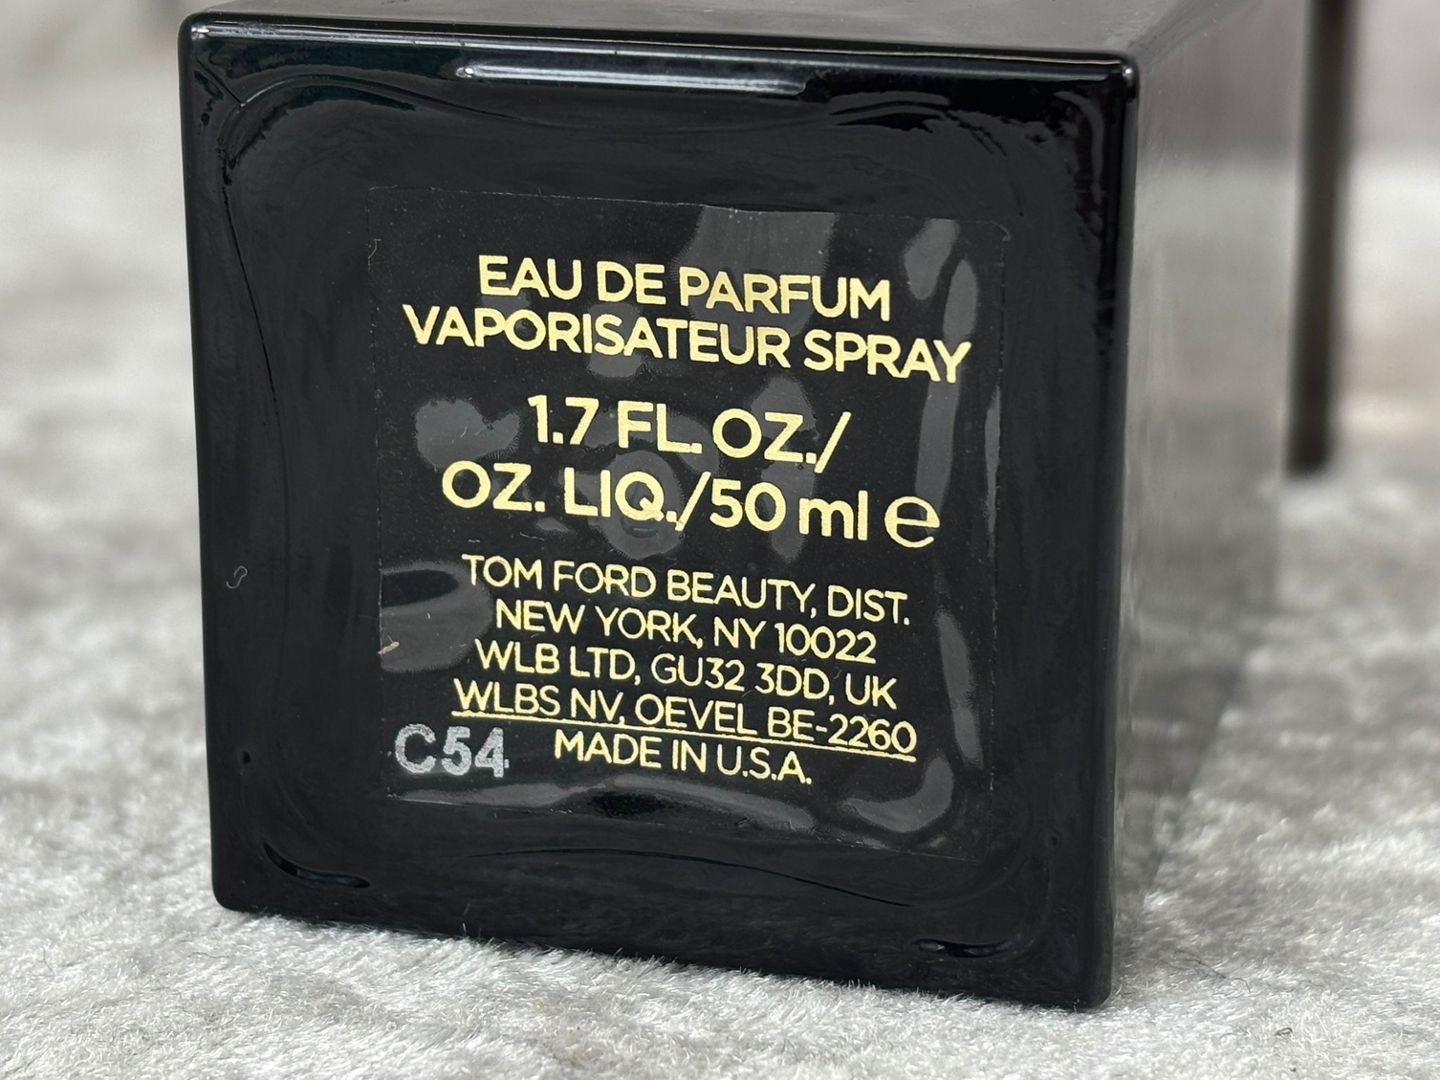 EAU DE PARFUM
VAPORISATEUR SPRAY
1.7 FL. OZ./
OZ. LIQ./50 ml e
TOM FORD BEAUTY, DIST.
NEW YORK, NY 10022
WLB LTD, GU32 3DD, UK
WLBS NV, OEVEL BE-2260
C54 MADE IN U.S.A.